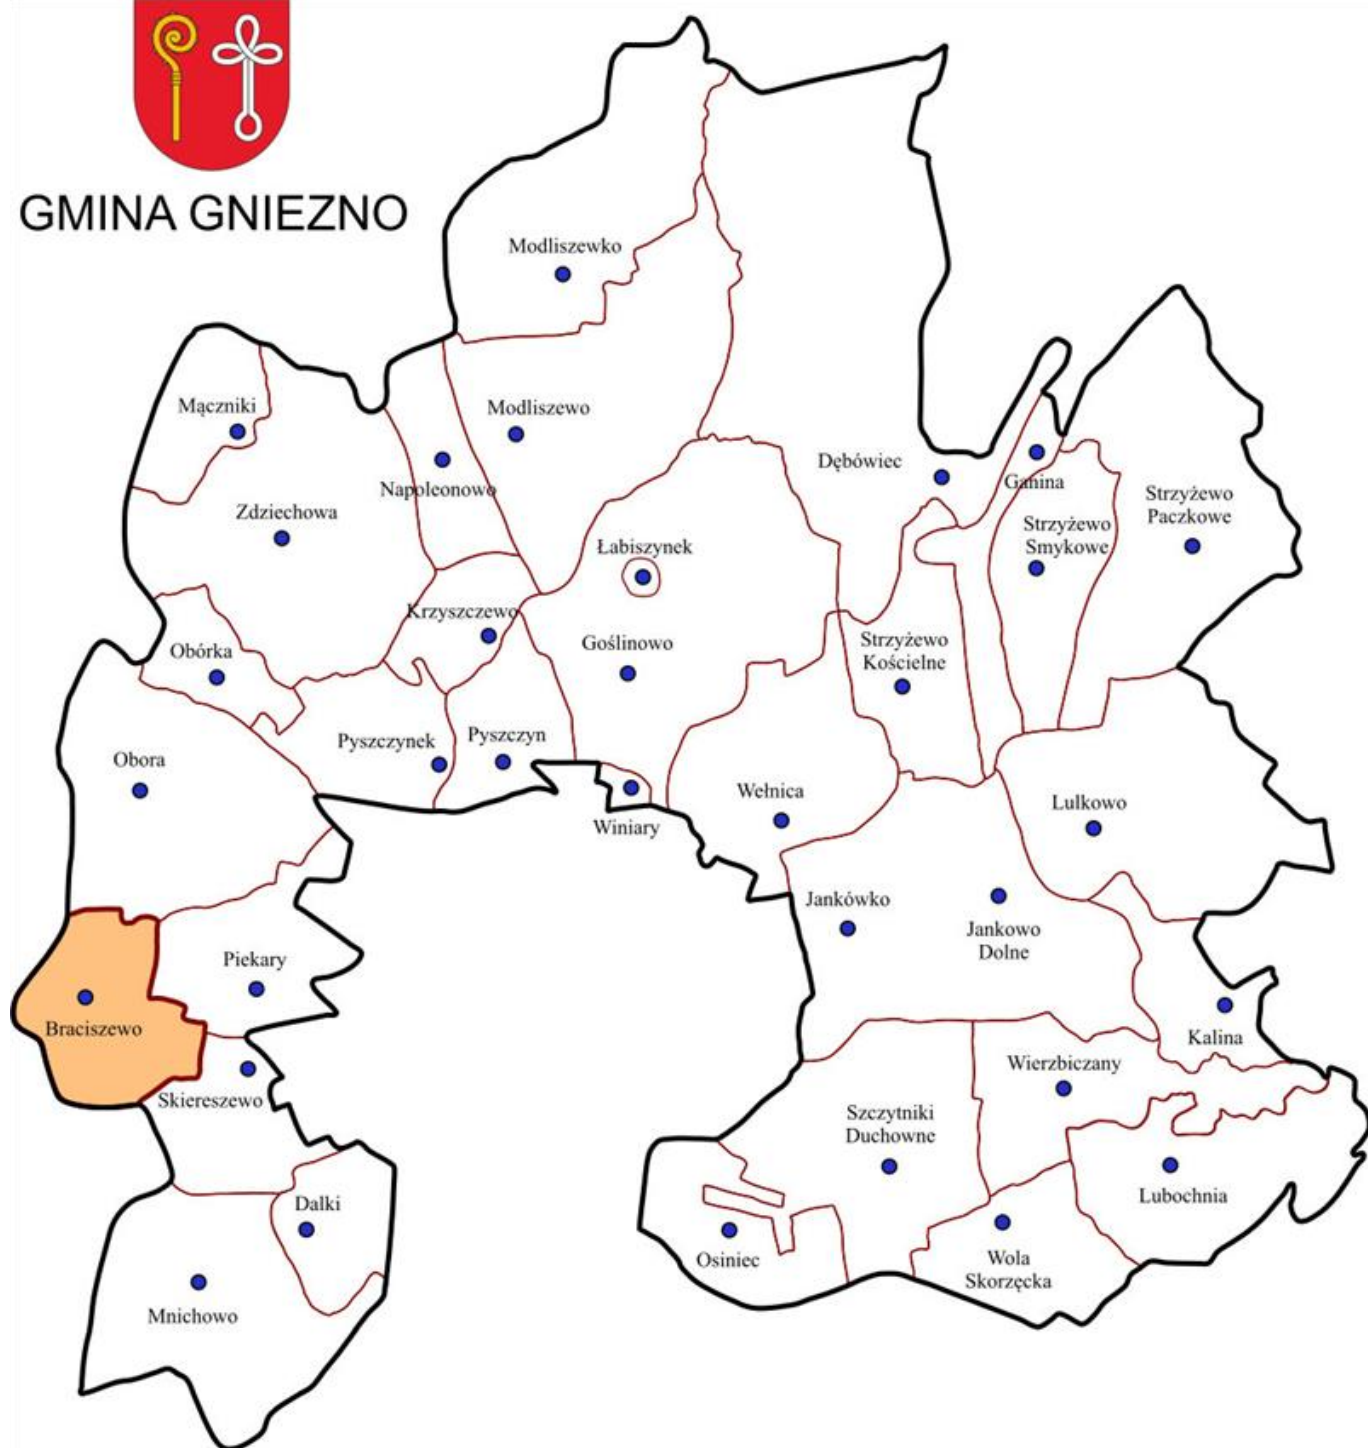 GMINA GNIEZNO
Modliszewko
Mączniki
Modliszewo
Dębówiec
Napoleonowo
Ganina
Strzyżewo
Paczkowe
Zdziechowa
Strzyżewo
Smykowe
Łabiszynek
Krzyszczewo
Goślinowo
Strzyżewo
Kościelne
Obórka
Pyszczynek
Pyszczyn
Obora
Wełnica
Lulkowo
Winiary
Jankówko
Jankowo
Dolne
Piekary
Braciszewo
Kalina
Wierzbiczany
Skiereszewo
Szczytniki
Duchowne
Lubochnia
Dalki
Osiniec
Wola
Skorzęcka
Mnichowo